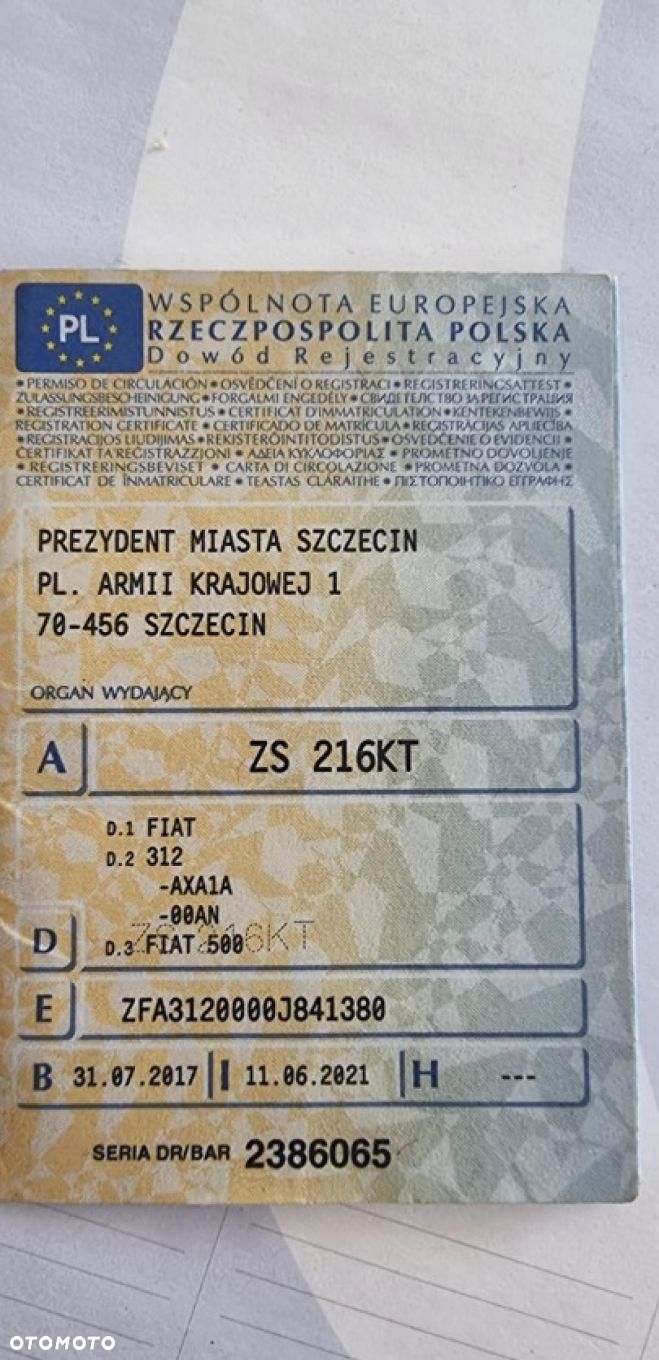 PL
WSPÓLNOTA EUROPEJSKA
RZECZPOSPOLITA POLSKA
Dowód Rejestracyjny
• PERMISO DE CIRCULACIÓN • OSVĚDČENÍ O REGISTRACI • REGISTRERINGSATTEST •
ZULASSUNGSBESCHEINIGUNG • FORGALMI ENGEDÉLY • СВИДЕТЕЛСТВО ЗА РЕГИСТРАЦИЯ
• REGISTREERIMISTUNNISTUS • CERTIFICAT D'IMMATRICULATION • KENTEKENBEWIJS •
REGISTRATION CERTIFICATE • CERTIFICADO DE MATRÍCULA • REGISTRĀCIJAS APLIECĪBA
• REGISTRACIJOS LIUDIJIMAS • REKISTERÖINTITODISTUS • OSVEDČENIE O EVIDENCII •
ĊERTIFIKAT TA'REĠISTRAZZJONI • ΑΔΕΙΑ ΚΥΚΛΟΦΟΡΙΑΣ • PROMETNO DOVOLJENJE
• REGISTRERINGSBEVISET • CARTA DI CIRCOLAZIONE • PROMETNA DOZVOLA •
CERTIFICAT DE ÎNMATRICULARE • TEASTAS CLÁRAITHE • ΠΙΣΤΟΠΟΙΗΤΙΚΟ ΕΓΓΡΑΦΗΣ
PREZYDENT MIASTA SZCZECIN
PL. ARMII KRAJOWEJ 1
70-456 SZCZECIN
ORGAN WYDAJĄCY
A ZS 216KT
D.1 FIAT
D.2 312
-AXA1A
-00AN
ZS 216KT
D D.3 FIAT 500
E ZFA3120000J841380
B 31.07.2017 I 11.06.2021 H ---
SERIA DR/BAR 2386065
OTOMOTO